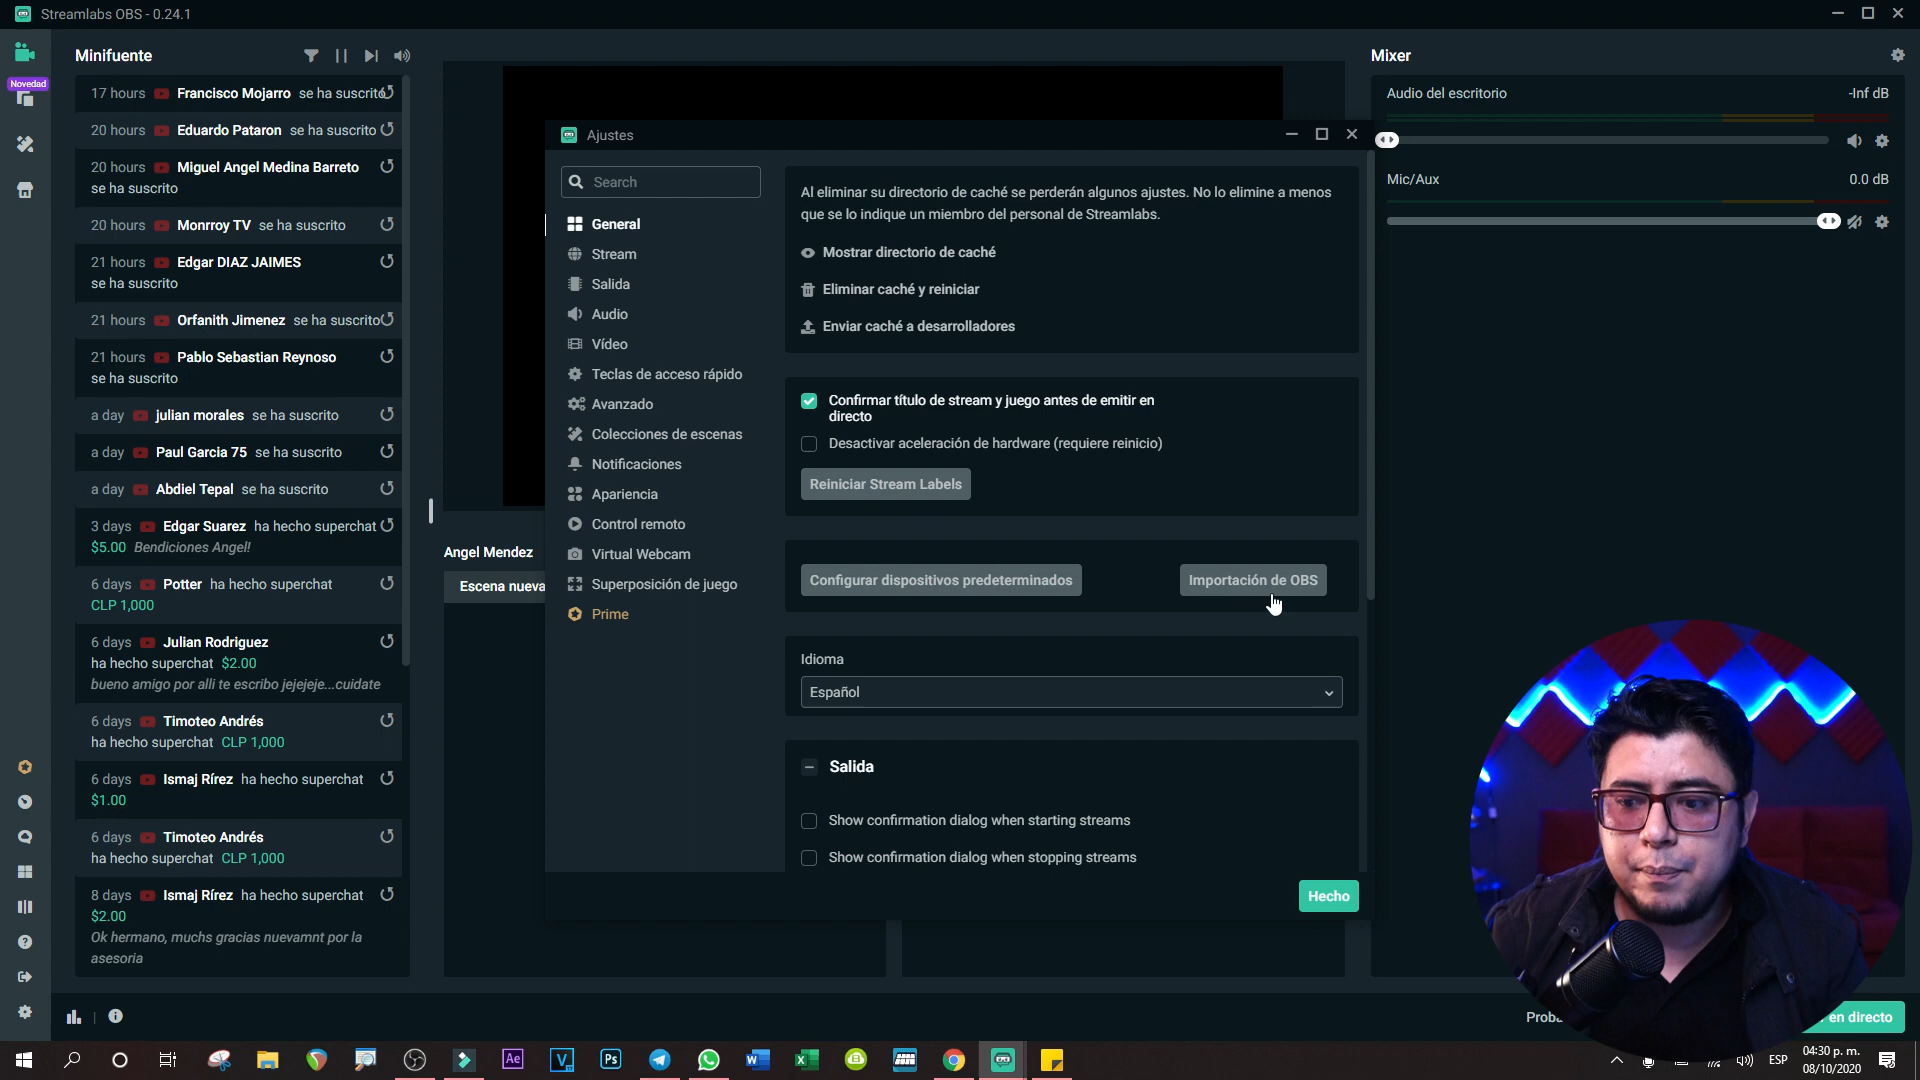 Streamlabs OBS - 0.24.1
Novedad
Minifuente
17 hours Francisco Mojarro se ha suscrito
20 hours Eduardo Pataron se ha suscrito
20 hours Miguel Angel Medina Barreto
se ha suscrito
20 hours Monrroy TV se ha suscrito
21 hours Edgar DIAZ JAIMES
se ha suscrito
21 hours Orfanith Jimenez se ha suscrito
21 hours Pablo Sebastian Reynoso
se ha suscrito
a day julian morales se ha suscrito
a day Paul Garcia 75 se ha suscrito
a day Abdiel Tepal se ha suscrito
3 days Edgar Suarez ha hecho superchat
$5.00 Bendiciones Angel!
6 days Potter ha hecho superchat
CLP 1,000
6 days Julian Rodriguez
ha hecho superchat $2.00
bueno amigo por alli te escribo jejejeje...cuidate
6 days Timoteo Andrés
ha hecho superchat CLP 1,000
6 days Ismaj Rírez ha hecho superchat
$1.00
6 days Timoteo Andrés
ha hecho superchat CLP 1,000
8 days Ismaj Rírez ha hecho superchat
$2.00
Ok hermano, muchs gracias nuevamnt por la
asesoria
Angel Mendez
Escena nueva
Ajustes
Search
General
Stream
Salida
Audio
Vídeo
Teclas de acceso rápido
Avanzado
Colecciones de escenas
Notificaciones
Apariencia
Control remoto
Virtual Webcam
Superposición de juego
Prime
Al eliminar su directorio de caché se perderán algunos ajustes. No lo elimine a menos
que se lo indique un miembro del personal de Streamlabs.
Mostrar directorio de caché
Eliminar caché y reiniciar
Enviar caché a desarrolladores
Confirmar título de stream y juego antes de emitir en
directo
Desactivar aceleración de hardware (requiere reinicio)
Reiniciar Stream Labels
Configurar dispositivos predeterminados
Importación de OBS
Idioma
Español
Salida
Show confirmation dialog when starting streams
Show confirmation dialog when stopping streams
Hecho
Mixer
Audio del escritorio -Inf dB
Mic/Aux 0.0 dB
Proba
en directo
Ae
V
Ps
ESP
04:30 p. m.
08/10/2020